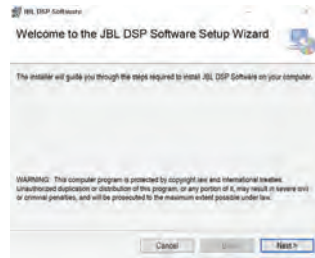 JBL DSP Software
Welcome to the JBL DSP Software Setup Wizard
The installer will guide you through the steps required to install JBL DSP Software on your computer.
WARNING: This computer program is protected by copyright law and international treaties.
Unauthorized duplication or distribution of this program, or any portion of it, may result in severe civil
or criminal penalties, and will be prosecuted to the maximum extent possible under law.
Cancel
Next >